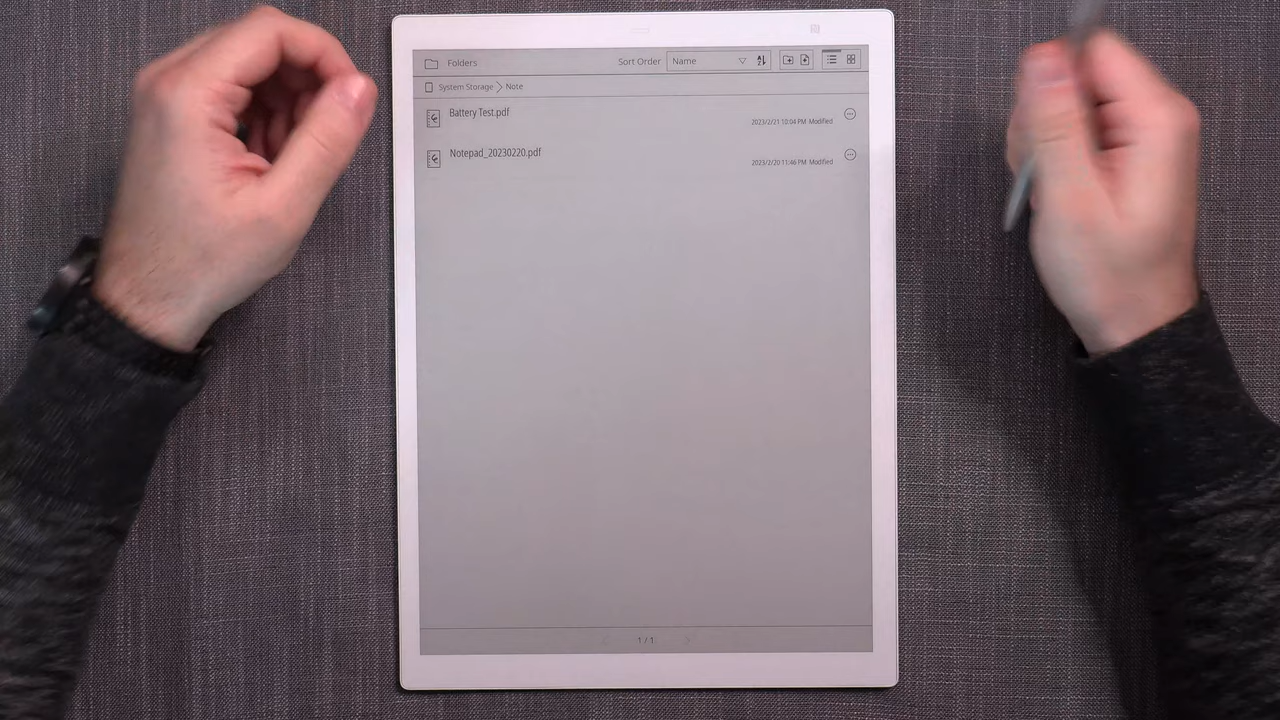 Folders Sort Order Name
System Storage Note
Battery Test.pdf
2023/2/21 10:04 PM Modified
Notepad_20230220.pdf
2023/2/20 11:46 PM Modified
1 / 1